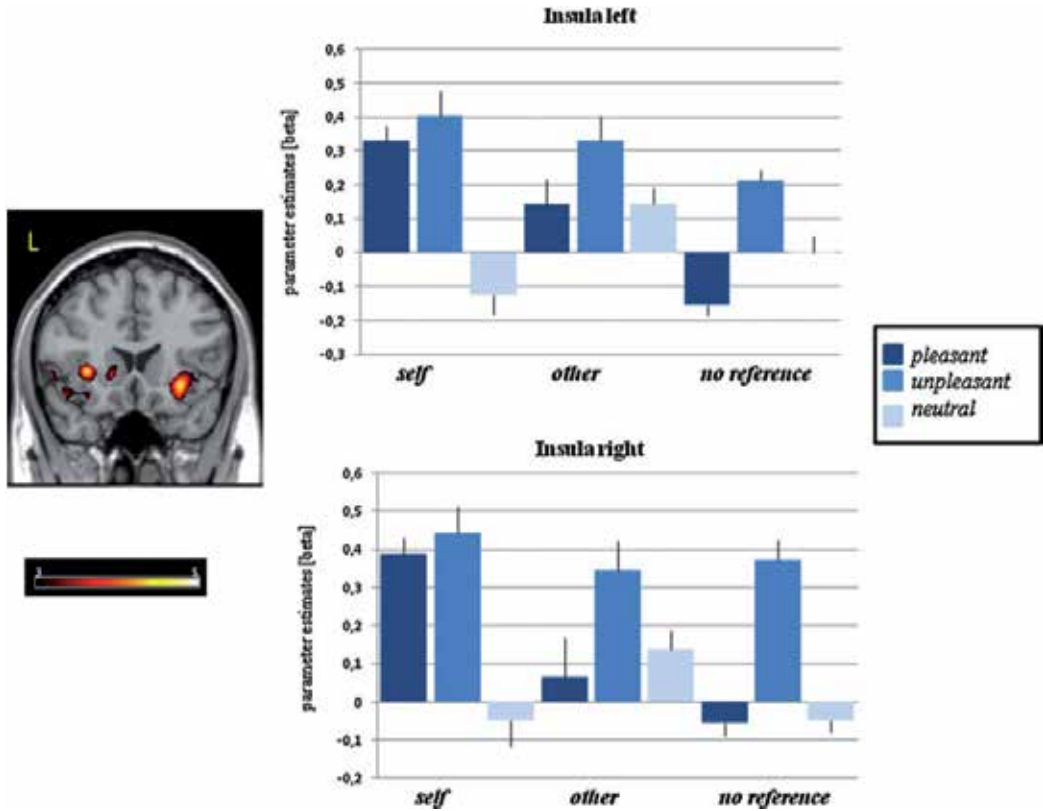 Insula left
parameter estimates [beta]
0,6
0,5
0,4
0,3
0,2
0,1
0
-0,1
-0,2
-0,3
self other no reference
L
3 5
pleasant
unpleasant
neutral
Insula right
parameter estimates [beta]
0,6
0,5
0,4
0,3
0,2
0,1
0
-0,1
-0,2
self other no reference